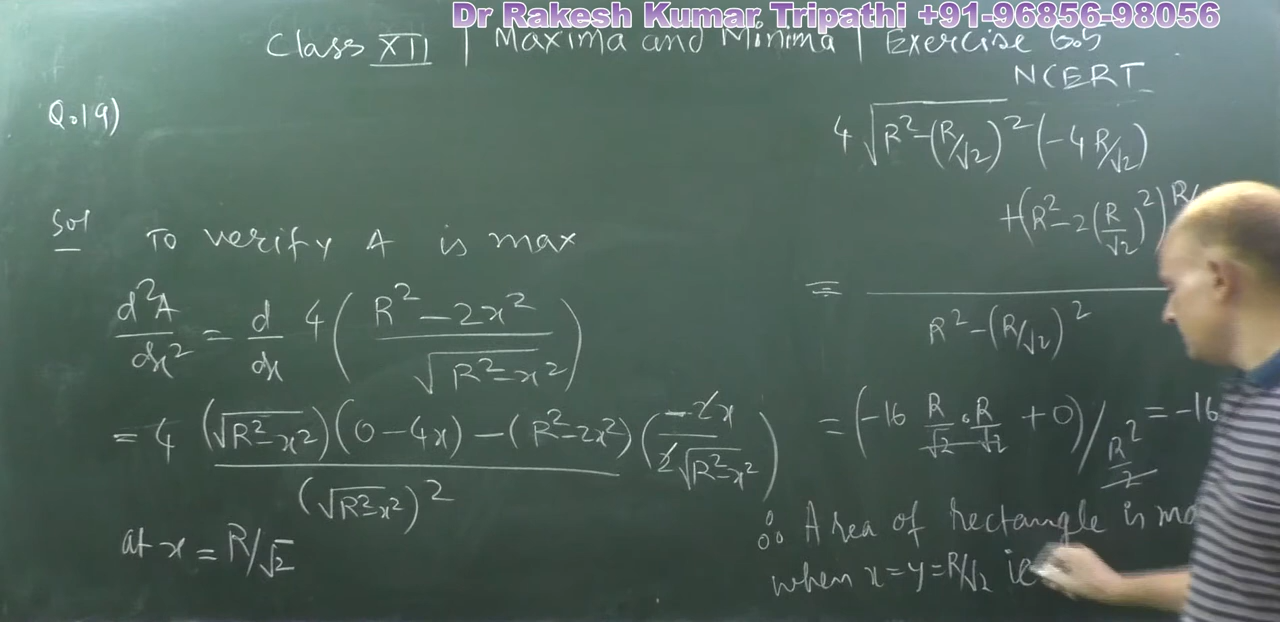 Dr Rakesh Kumar Tripathi +91-96856-98056
Class XII | Maxima and Minima | Exercise 6.5
NCERT
Q.19)
Sol To verify A is max
d²A/dx² = d/dx 4 ( (R² - 2x²) / √(R² - x²) )
= 4 (√(R² - x²)) (0 - 4x) - (R² - 2x²) (-2x / 2√(R² - x²))
(√(R² - x²))²
at x = R/√2
4 √(R² - (R/√2)²) (-4 R/√2)
+ (R² - 2(R/√2)²) R/
=
R² - (R/√2)²
= (-16 R/√2 . R/√2 + 0) / R²/2 = -16
∴ Area of rectangle is
when x = y = R/√2 ie